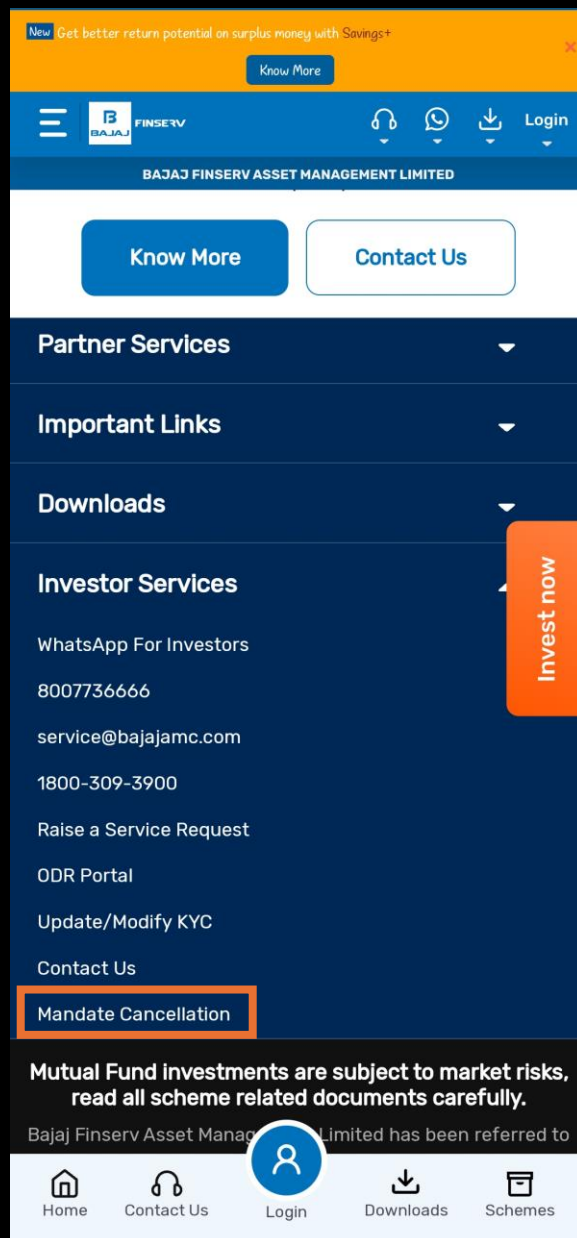 New Get better return potential on surplus money with Savings+
Know More
B
BAJAJ
FINSERV
Login
BAJAJ FINSERV ASSET MANAGEMENT LIMITED
Know More
Contact Us
Partner Services
Important Links
Downloads
Investor Services
Invest now
WhatsApp For Investors
8007736666
service@bajajamc.com
1800-309-3900
Raise a Service Request
ODR Portal
Update/Modify KYC
Contact Us
Mandate Cancellation
Mutual Fund investments are subject to market risks,
read all scheme related documents carefully.
Bajaj Finserv Asset Limited has been referred to
Home
Contact Us
Login
Downloads
Schemes